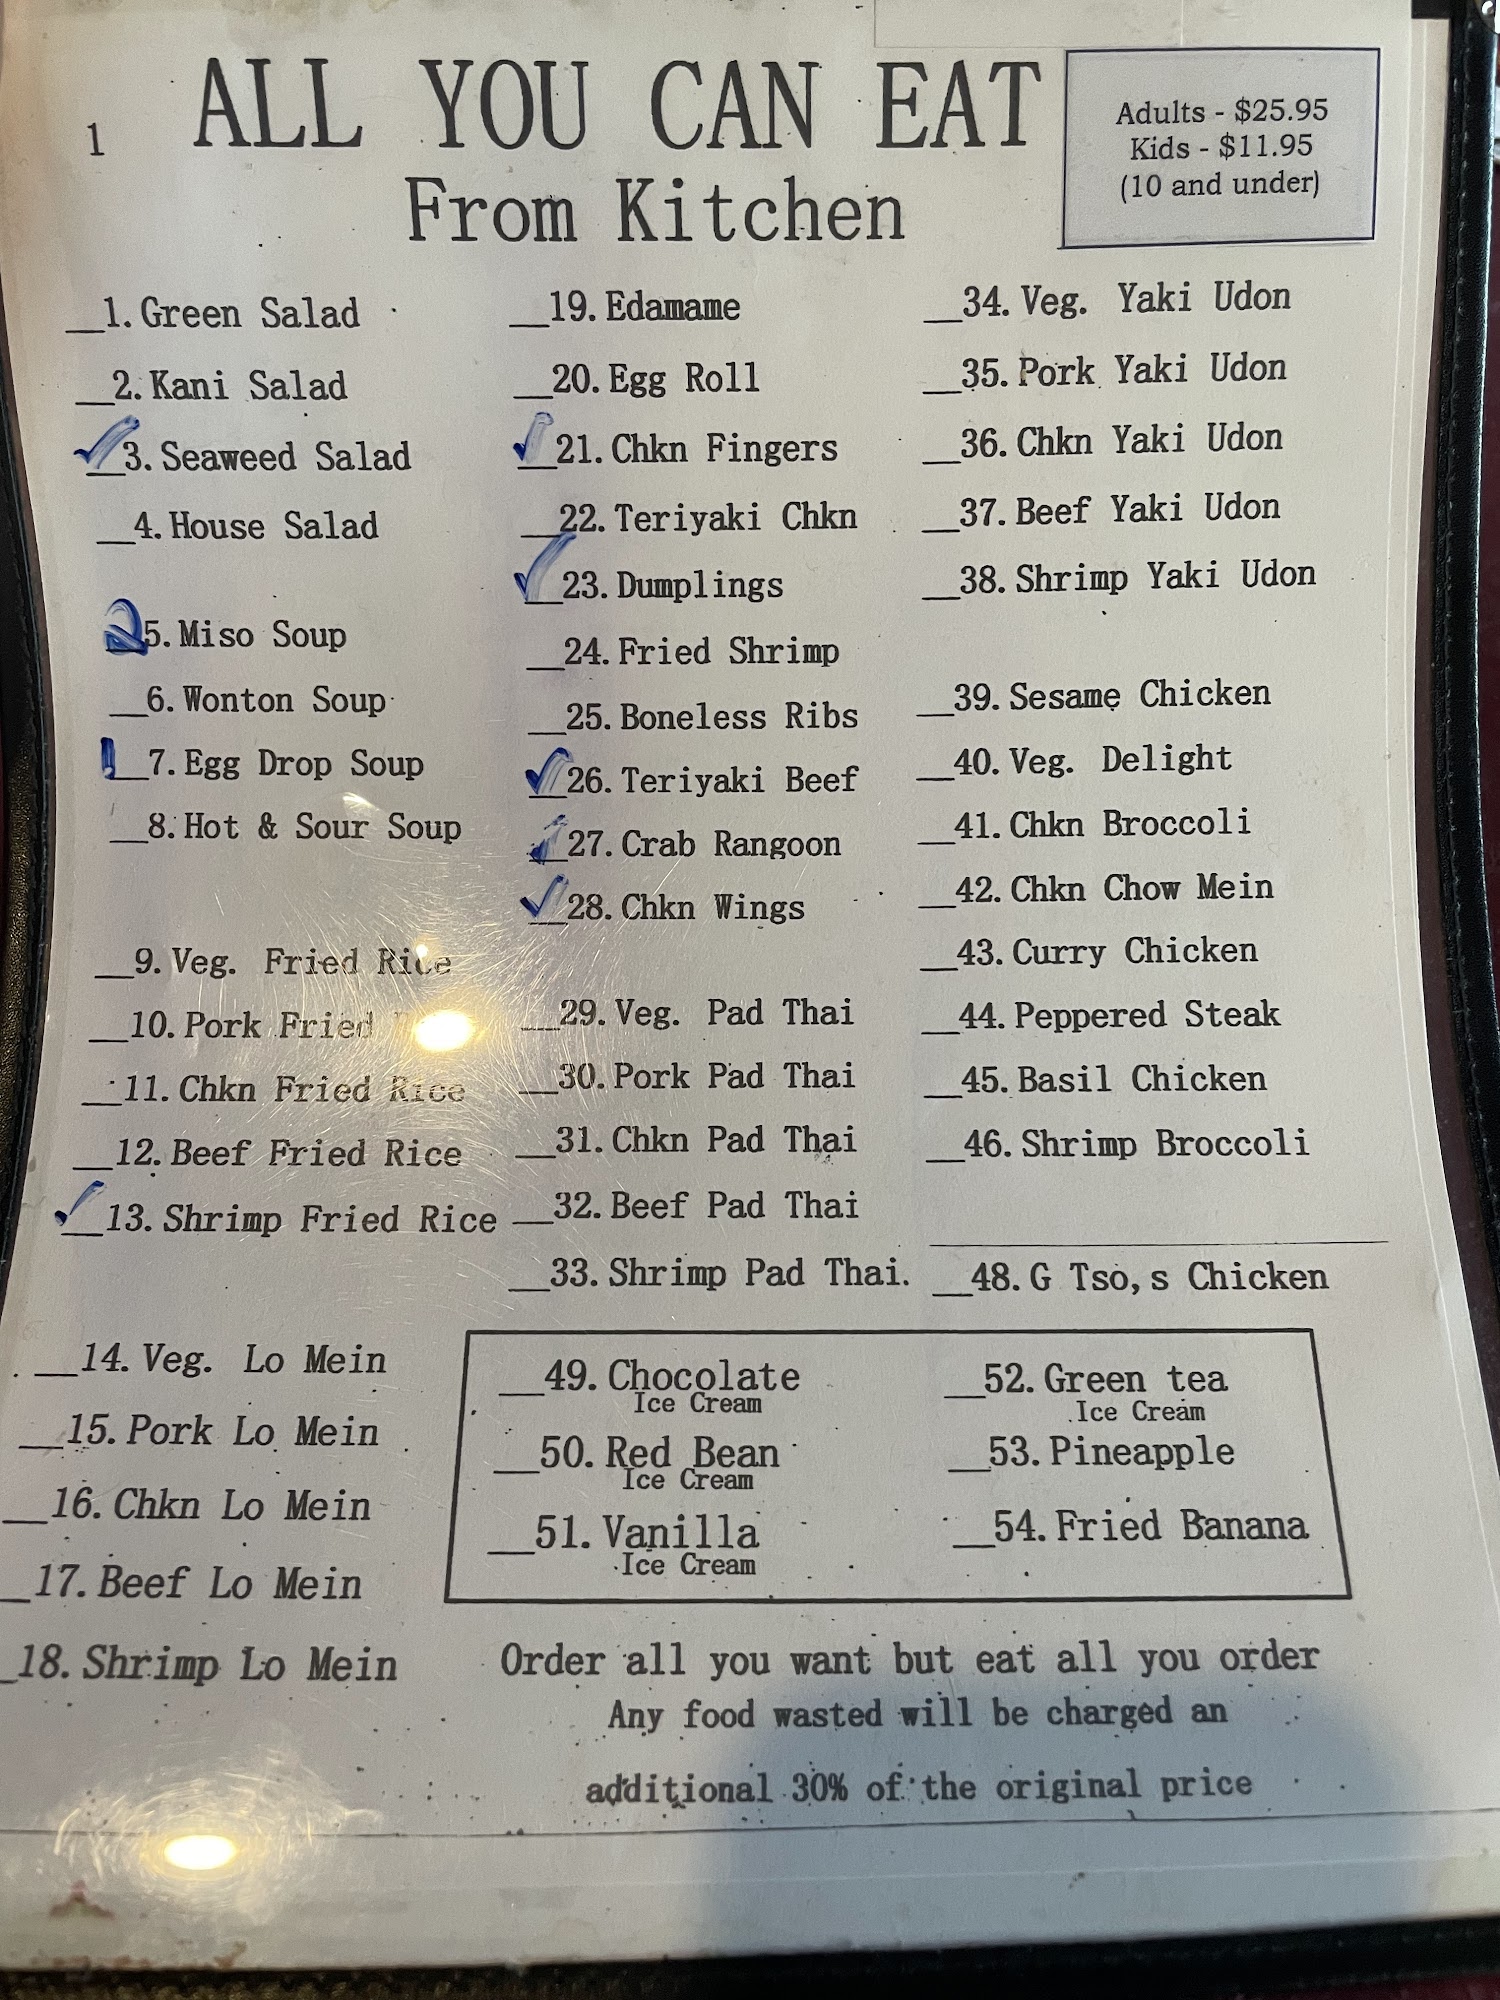 1
ALL YOU CAN EAT
From Kitchen
Adults - $25.95
Kids - $11.95
(10 and under)
__1. Green Salad
__2. Kani Salad
✓__3. Seaweed Salad
__4. House Salad
2 5. Miso Soup
__6. Wonton Soup
1__7. Egg Drop Soup
__8. Hot & Sour Soup
__9. Veg. Fried Rice
__10. Pork Fried
__11. Chkn Fried Rice
__12. Beef Fried Rice
✓__13. Shrimp Fried Rice
__14. Veg. Lo Mein
__15. Pork Lo Mein
__16. Chkn Lo Mein
__17. Beef Lo Mein
__18. Shrimp Lo Mein
__19. Edamame
__20. Egg Roll
✓__21. Chkn Fingers
__22. Teriyaki Chkn
✓__23. Dumplings
__24. Fried Shrimp
__25. Boneless Ribs
✓__26. Teriyaki Beef
✓__27. Crab Rangoon
✓__28. Chkn Wings
__29. Veg. Pad Thai
__30. Pork Pad Thai
__31. Chkn Pad Thai
__32. Beef Pad Thai
__33. Shrimp Pad Thai.
__34. Veg. Yaki Udon
__35. Pork Yaki Udon
__36. Chkn Yaki Udon
__37. Beef Yaki Udon
__38. Shrimp Yaki Udon
__39. Sesame Chicken
__40. Veg. Delight
__41. Chkn Broccoli
__42. Chkn Chow Mein
__43. Curry Chicken
__44. Peppered Steak
__45. Basil Chicken
__46. Shrimp Broccoli
__48. G Tso,s Chicken
__49. Chocolate
Ice Cream
__50. Red Bean
Ice Cream
__51. Vanilla
Ice Cream
__52. Green tea
Ice Cream
__53. Pineapple
__54. Fried Banana
Order all you want but eat all you order
Any food wasted will be charged an
additional 30% of the original price